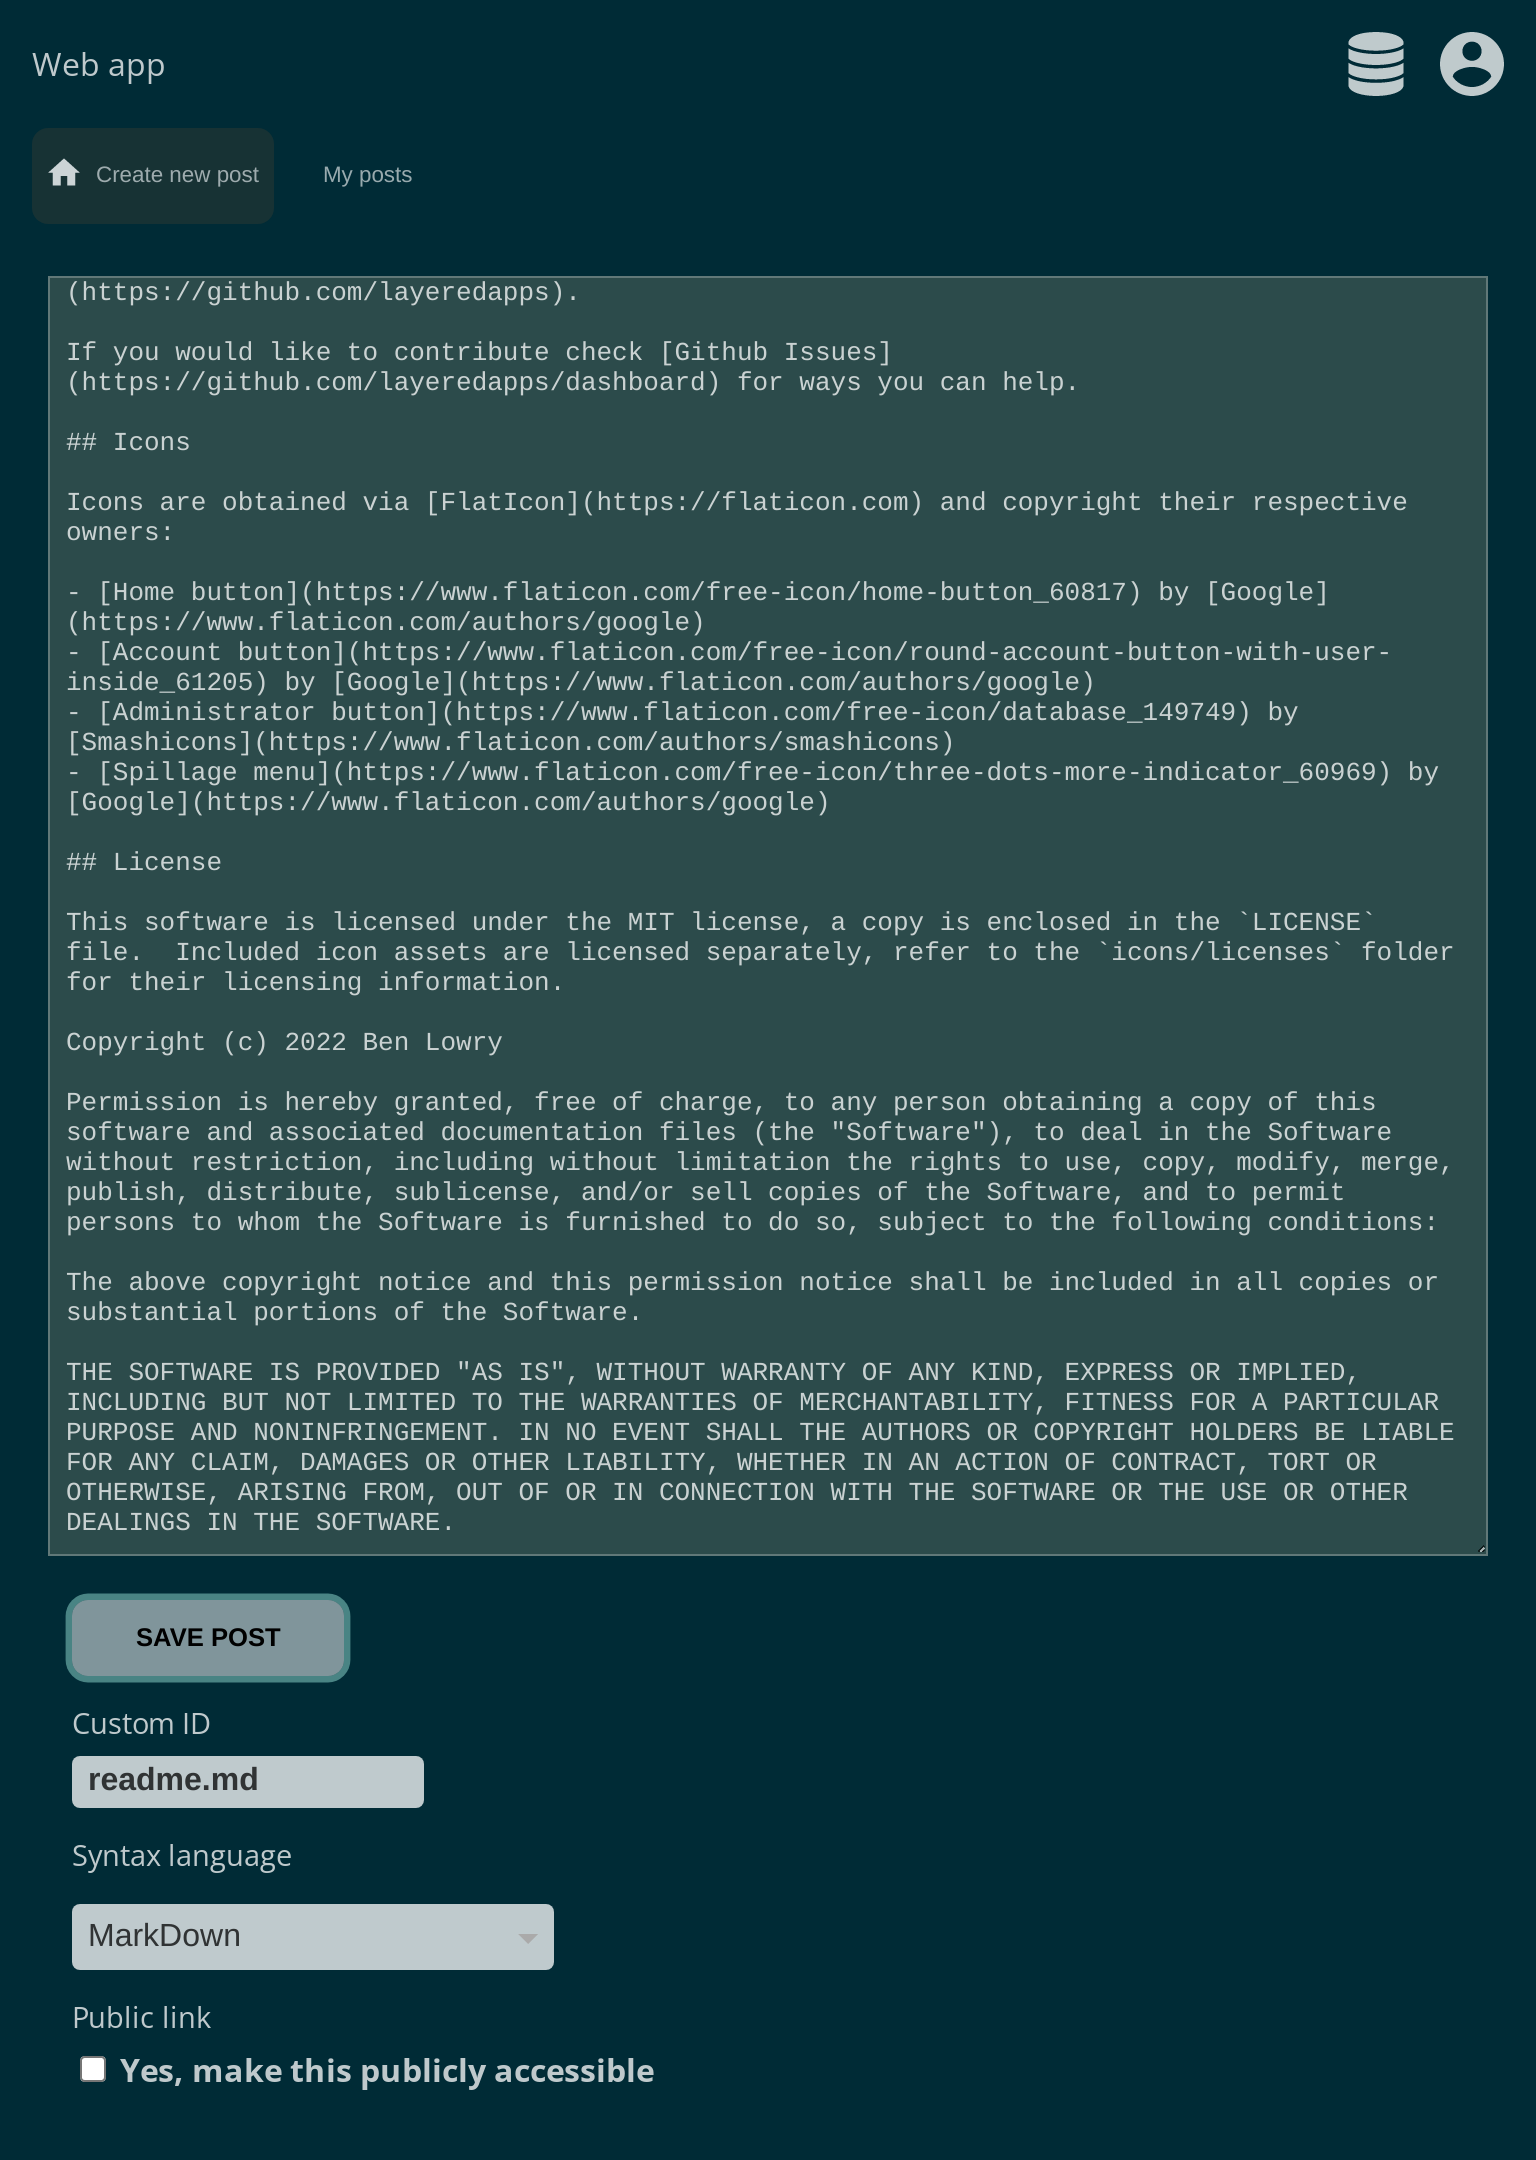 Web app
Create new post
My posts
(https://github.com/layeredapps).

If you would like to contribute check [Github Issues]
(https://github.com/layeredapps/dashboard) for ways you can help.

## Icons

Icons are obtained via [FlatIcon](https://flaticon.com) and copyright their respective
owners:

- [Home button](https://www.flaticon.com/free-icon/home-button_60817) by [Google]
(https://www.flaticon.com/authors/google)
- [Account button](https://www.flaticon.com/free-icon/round-account-button-with-user-
inside_61205) by [Google](https://www.flaticon.com/authors/google)
- [Administrator button](https://www.flaticon.com/free-icon/database_149749) by
[Smashicons](https://www.flaticon.com/authors/smashicons)
- [Spillage menu](https://www.flaticon.com/free-icon/three-dots-more-indicator_60969) by
[Google](https://www.flaticon.com/authors/google)

## License

This software is licensed under the MIT license, a copy is enclosed in the `LICENSE`
file.  Included icon assets are licensed separately, refer to the `icons/licenses` folder
for their licensing information.

Copyright (c) 2022 Ben Lowry

Permission is hereby granted, free of charge, to any person obtaining a copy of this
software and associated documentation files (the "Software"), to deal in the Software
without restriction, including without limitation the rights to use, copy, modify, merge,
publish, distribute, sublicense, and/or sell copies of the Software, and to permit
persons to whom the Software is furnished to do so, subject to the following conditions:

The above copyright notice and this permission notice shall be included in all copies or
substantial portions of the Software.

THE SOFTWARE IS PROVIDED "AS IS", WITHOUT WARRANTY OF ANY KIND, EXPRESS OR IMPLIED,
INCLUDING BUT NOT LIMITED TO THE WARRANTIES OF MERCHANTABILITY, FITNESS FOR A PARTICULAR
PURPOSE AND NONINFRINGEMENT. IN NO EVENT SHALL THE AUTHORS OR COPYRIGHT HOLDERS BE LIABLE
FOR ANY CLAIM, DAMAGES OR OTHER LIABILITY, WHETHER IN AN ACTION OF CONTRACT, TORT OR
OTHERWISE, ARISING FROM, OUT OF OR IN CONNECTION WITH THE SOFTWARE OR THE USE OR OTHER
DEALINGS IN THE SOFTWARE.
SAVE POST
Custom ID
readme.md
Syntax language
MarkDown
Public link
Yes, make this publicly accessible